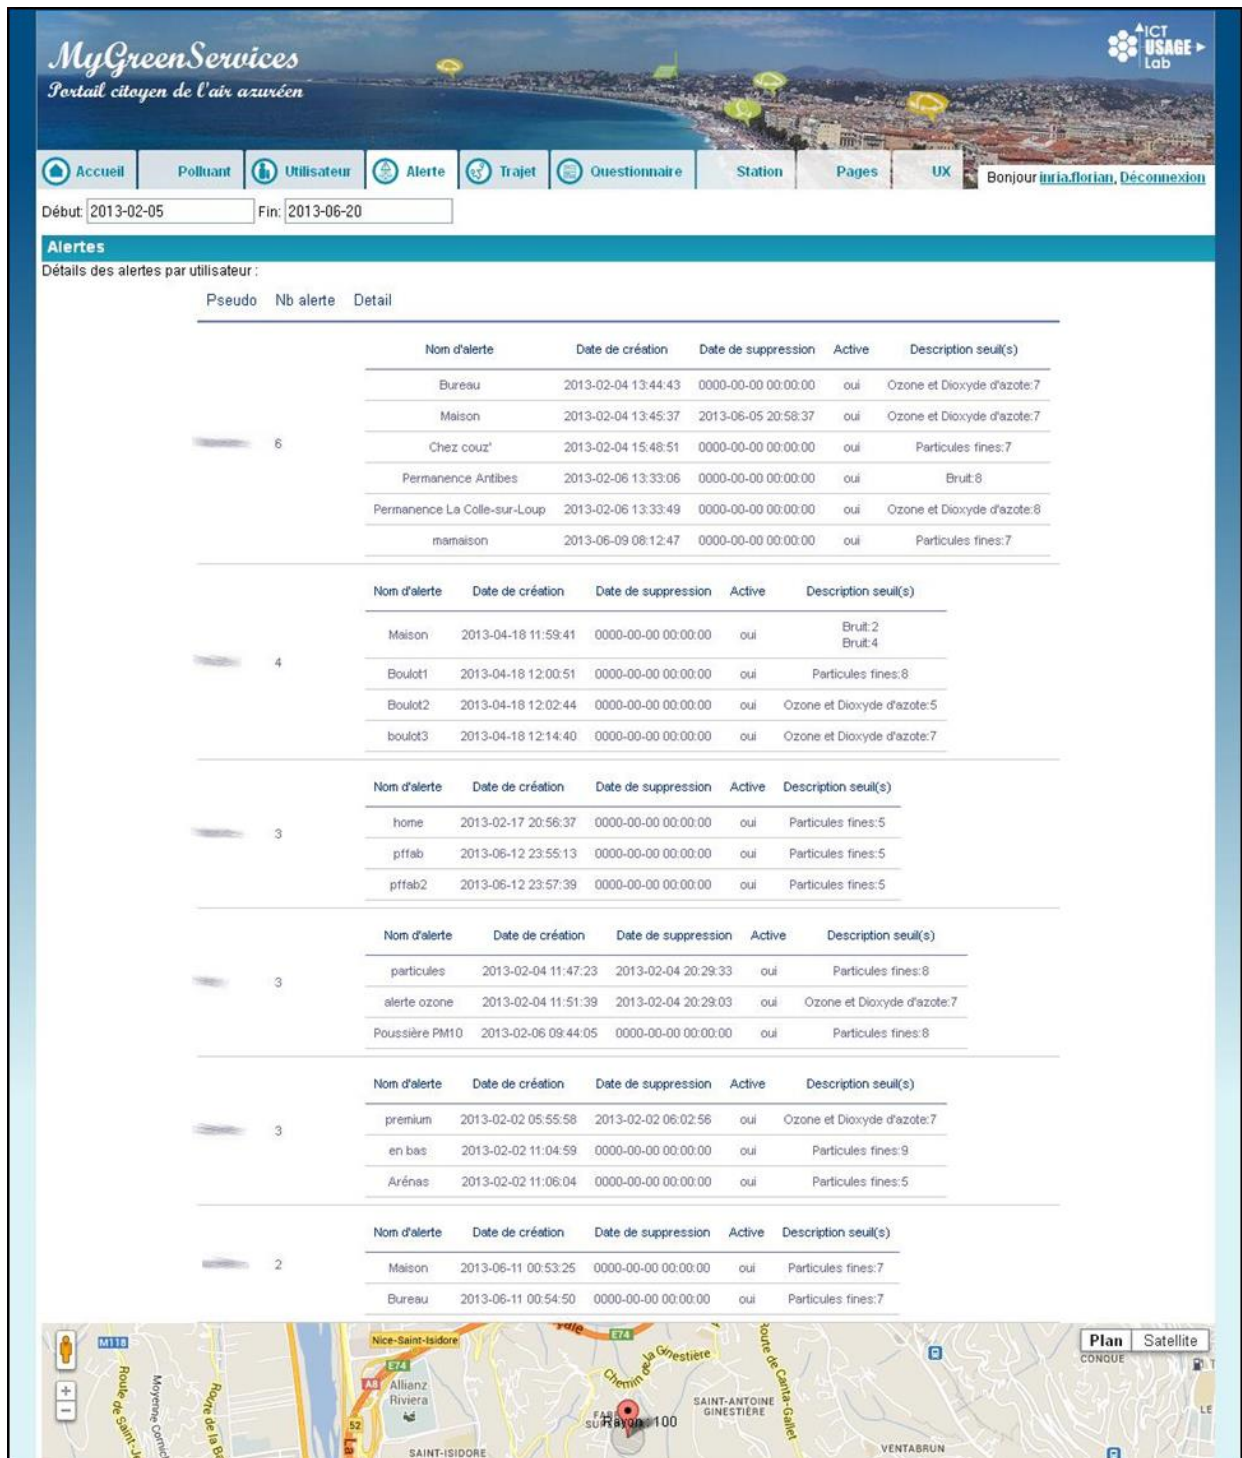 MyGreenServices
Portail citoyen de l'air azuréen
ICT
USAGE
Lab
Accueil Polluant Utilisateur Alerte Trajet Questionnaire Station Pages UX Bonjour inria.florian, Déconnexion
Début: 2013-02-05 Fin: 2013-06-20
Alertes
Détails des alertes par utilisateur :
Pseudo Nb alerte Detail
Nom d'alerte Date de création Date de suppression Active Description seuil(s)
Bureau 2013-02-04 13:44:43 0000-00-00 00:00:00 oui Ozone et Dioxyde d'azote:7
Maison 2013-02-04 13:45:37 2013-06-05 20:58:37 oui Ozone et Dioxyde d'azote:7
6 Chez couz' 2013-02-04 15:48:51 0000-00-00 00:00:00 oui Particules fines:7
Permanence Antibes 2013-02-06 13:33:06 0000-00-00 00:00:00 oui Bruit:8
Permanence La Colle-sur-Loup 2013-02-06 13:33:49 0000-00-00 00:00:00 oui Ozone et Dioxyde d'azote:8
mamaison 2013-06-09 08:12:47 0000-00-00 00:00:00 oui Particules fines:7
Nom d'alerte Date de création Date de suppression Active Description seuil(s)
Maison 2013-04-18 11:59:41 0000-00-00 00:00:00 oui Bruit:2
Bruit:4
4
Boulot1 2013-04-18 12:00:51 0000-00-00 00:00:00 oui Particules fines:8
Boulot2 2013-04-18 12:02:44 0000-00-00 00:00:00 oui Ozone et Dioxyde d'azote:5
boulot3 2013-04-18 12:14:40 0000-00-00 00:00:00 oui Ozone et Dioxyde d'azote:7
Nom d'alerte Date de création Date de suppression Active Description seuil(s)
home 2013-02-17 20:56:37 0000-00-00 00:00:00 oui Particules fines:5
3
pffab 2013-06-12 23:55:13 0000-00-00 00:00:00 oui Particules fines:5
pffab2 2013-06-12 23:57:39 0000-00-00 00:00:00 oui Particules fines:5
Nom d'alerte Date de création Date de suppression Active Description seuil(s)
particules 2013-02-04 11:47:23 2013-02-04 20:29:33 oui Particules fines:8
3
alerte ozone 2013-02-04 11:51:39 2013-02-04 20:29:03 oui Ozone et Dioxyde d'azote:7
Poussière PM10 2013-02-06 09:44:05 0000-00-00 00:00:00 oui Particules fines:8
Nom d'alerte Date de création Date de suppression Active Description seuil(s)
premium 2013-02-02 05:55:58 2013-02-02 06:02:56 oui Ozone et Dioxyde d'azote:7
3
en bas 2013-02-02 11:04:59 0000-00-00 00:00:00 oui Particules fines:9
Arénas 2013-02-02 11:06:04 0000-00-00 00:00:00 oui Particules fines:5
Nom d'alerte Date de création Date de suppression Active Description seuil(s)
2 Maison 2013-06-11 00:53:25 0000-00-00 00:00:00 oui Particules fines:7
Bureau 2013-06-11 00:54:50 0000-00-00 00:00:00 oui Particules fines:7
M118
Nice-Saint-Isidore
E74
Plan Satellite
CONQUE
Chemin de la Ginestière
Route de Canta-Gallet
E74
A8 Allianz
Riviera
Moyenne Cornic
Route de la Ba
SAINT-ANTOINE
GINESTIÈRE
Rayon: 100
52
SAINT-ISIDORE
VENTABRUN